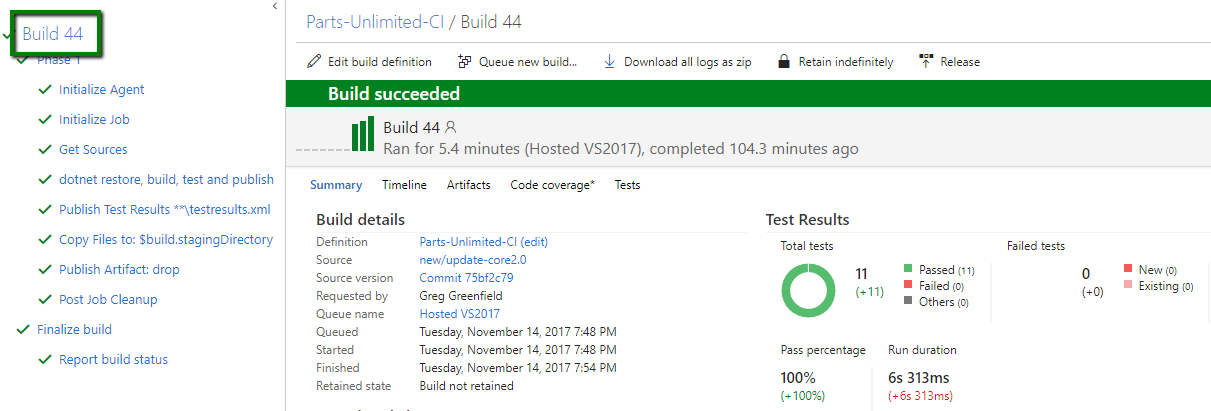 Build 44
Phase 1
Initialize Agent
Initialize Job
Get Sources
dotnet restore, build, test and publish
Publish Test Results **\testresults.xml
Copy Files to: $build.stagingDirectory
Publish Artifact: drop
Post Job Cleanup
Finalize build
Report build status
Parts-Unlimited-CI / Build 44
Edit build definition Queue new build... Download all logs as zip Retain indefinitely Release
Build succeeded
Build 44
Ran for 5.4 minutes (Hosted VS2017), completed 104.3 minutes ago
Summary Timeline Artifacts Code coverage* Tests
Build details
Definition Parts-Unlimited-CI (edit)
Source new/update-core2.0
Source version Commit 75bf2c79
Requested by Greg Greenfield
Queue name Hosted VS2017
Queued Tuesday, November 14, 2017 7:48 PM
Started Tuesday, November 14, 2017 7:48 PM
Finished Tuesday, November 14, 2017 7:54 PM
Retained state Build not retained
Test Results
Total tests
11
(+11)
Passed (11)
Failed (0)
Others (0)
Failed tests
0
(+0)
New (0)
Existing (0)
Pass percentage
100%
(+100%)
Run duration
6s 313ms
(+6s 313ms)